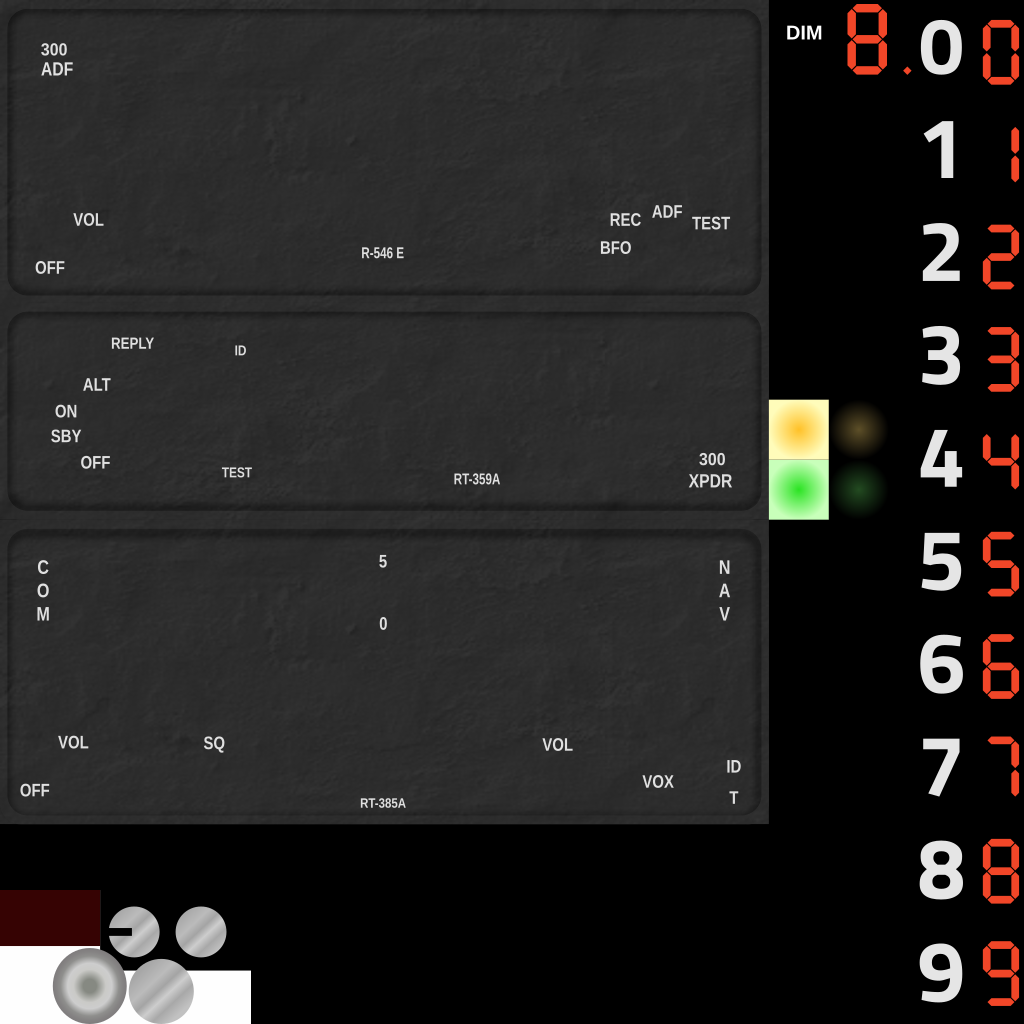 300
ADF
VOL
OFF
R-546 E
REC ADF TEST
BFO
REPLY ID
ALT
ON
SBY
OFF
TEST
RT-359A
300
XPDR
C
O
M
5
0
N
A
V
VOL
SQ
VOL
OFF
RT-385A
VOX
ID
T
DIM 8. 0 0
1 1
2 2
3 3
4 4
5 5
6 6
7 7
8 8
9 9